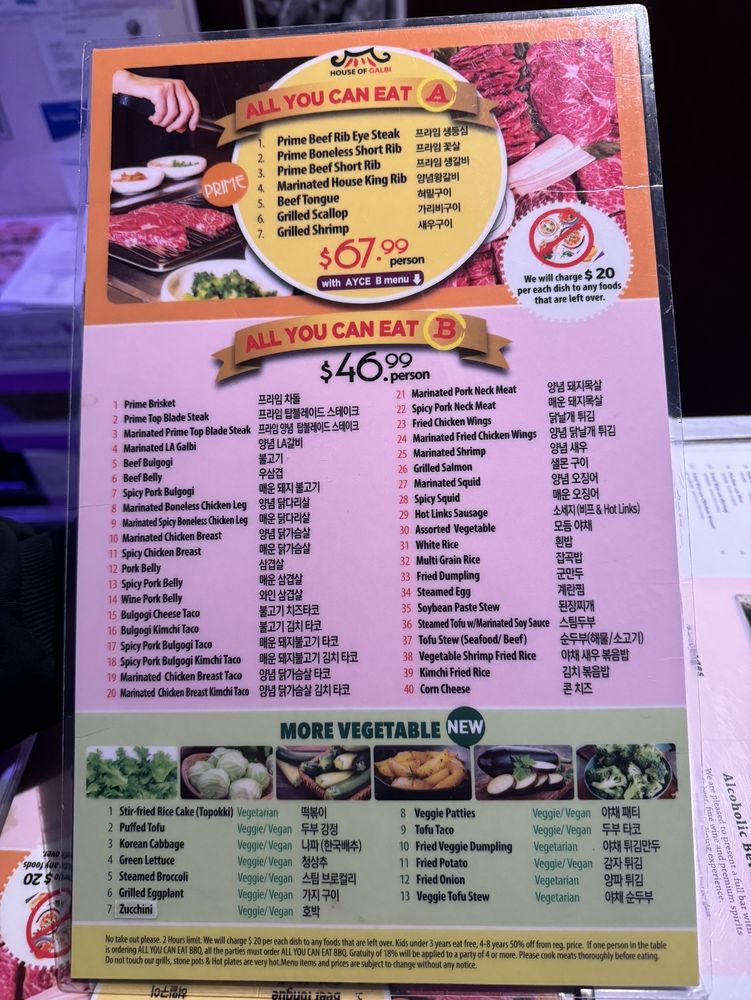 HOUSE OF GALBI
ALL YOU CAN EAT A
1. Prime Beef Rib Eye Steak 프라임 생등심
2. Prime Boneless Short Rib 프라임 꽃살
3. Prime Beef Short Rib 프라임 생갈비
4. Marinated House King Rib 양념왕갈비
5. Beef Tongue 혀밑구이
6. Grilled Scallop 가리비구이
7. Grilled Shrimp 새우구이
PRIME
$67.99 person
with AYCE B menu
We will charge $ 20
per each dish to any foods
that are left over.
ALL YOU CAN EAT B
$46.99 person
1 Prime Brisket 프라임 차돌
2 Prime Top Blade Steak 프라임 탑블레이드 스테이크
3 Marinated Prime Top Blade Steak 프라임 양념 탑블레이드 스테이크
4 Marinated LA Galbi 양념 LA갈비
5 Beef Bulgogi 불고기
6 Beef Belly 우삼겹
7 Spicy Pork Bulgogi 매운 돼지 불고기
8 Marinated Boneless Chicken Leg 양념 닭다리살
9 Marinated Spicy Boneless Chicken Leg 매운 닭다리살
10 Marinated Chicken Breast 양념 닭가슴살
11 Spicy Chicken Breast 매운 닭가슴살
12 Pork Belly 삼겹살
13 Spicy Pork Belly 매운 삼겹살
14 Wine Pork Belly 와인 삼겹살
15 Bulgogi Cheese Taco 불고기 치즈타코
16 Bulgogi Kimchi Taco 불고기 김치 타코
17 Spicy Pork Bulgogi Taco 매운 돼지불고기 타코
18 Spicy Pork Bulgogi Kimchi Taco 매운 돼지불고기 김치 타코
19 Marinated Chicken Breast Taco 양념 닭가슴살 타코
20 Marinated Chicken Breast Kimchi Taco 양념 닭가슴살 김치 타코
21 Marinated Pork Neck Meat 양념 돼지목살
22 Spicy Pork Neck Meat 매운 돼지목살
23 Fried Chicken Wings 닭날개 튀김
24 Marinated Fried Chicken Wings 양념 닭날개 튀김
25 Marinated Shrimp 양념 새우
26 Grilled Salmon 샐몬 구이
27 Marinated Squid 양념 오징어
28 Spicy Squid 매운 오징어
29 Hot Links Sausage 소세지 (비프 & Hot Links)
30 Assorted Vegetable 모듬 야채
31 White Rice 흰밥
32 Multi Grain Rice 잡곡밥
33 Fried Dumpling 군만두
34 Steamed Egg 계란찜
35 Soybean Paste Stew 된장찌개
36 Steamed Tofu w/Marinated Soy Sauce 스팀두부
37 Tofu Stew (Seafood/ Beef) 순두부(해물/소고기)
38 Vegetable Shrimp Fried Rice 야채 새우 볶음밥
39 Kimchi Fried Rice 김치 볶음밥
40 Corn Cheese 콘 치즈
MORE VEGETABLE NEW
1 Stir-fried Rice Cake (Topokki) Vegetarian 떡볶이
2 Puffed Tofu Veggie/ Vegan 두부 강정
3 Korean Cabbage Veggie/ Vegan 나파 (한국배추)
4 Green Lettuce Veggie/ Vegan 청상추
5 Steamed Broccoli Veggie/ Vegan 스팀 브로컬리
6 Grilled Eggplant Veggie/ Vegan 가지 구이
7 Zucchini Veggie/ Vegan 호박
8 Veggie Patties Veggie/ Vegan 야채 패티
9 Tofu Taco Veggie/ Vegan 두부 타코
10 Fried Veggie Dumpling Vegetarian 야채 튀김만두
11 Fried Potato Veggie/ Vegan 감자 튀김
12 Fried Onion Vegetarian 양파 튀김
13 Veggie Tofu Stew Vegetarian 야채 순두부
No take out please. 2 Hours limit. We will charge $ 20 per each dish to any foods that are left over. Kids under 3 years eat free, 4-8 years 50% off from reg. price. If one person in the table
is ordering ALL YOU CAN EAT BBQ, all the parties must order ALL YOU CAN EAT BBQ. Gratuity of 18% will be applied to a party of 4 or more. Please cook meats thoroughly before eating.
Do not touch our grills, stone pots & Hot plates are very hot.Menu items and prices are subject to change without any notice.
Alcoholic
We are pleased to present a full bar with
beer, fine wine and premium spirits
dining experience.